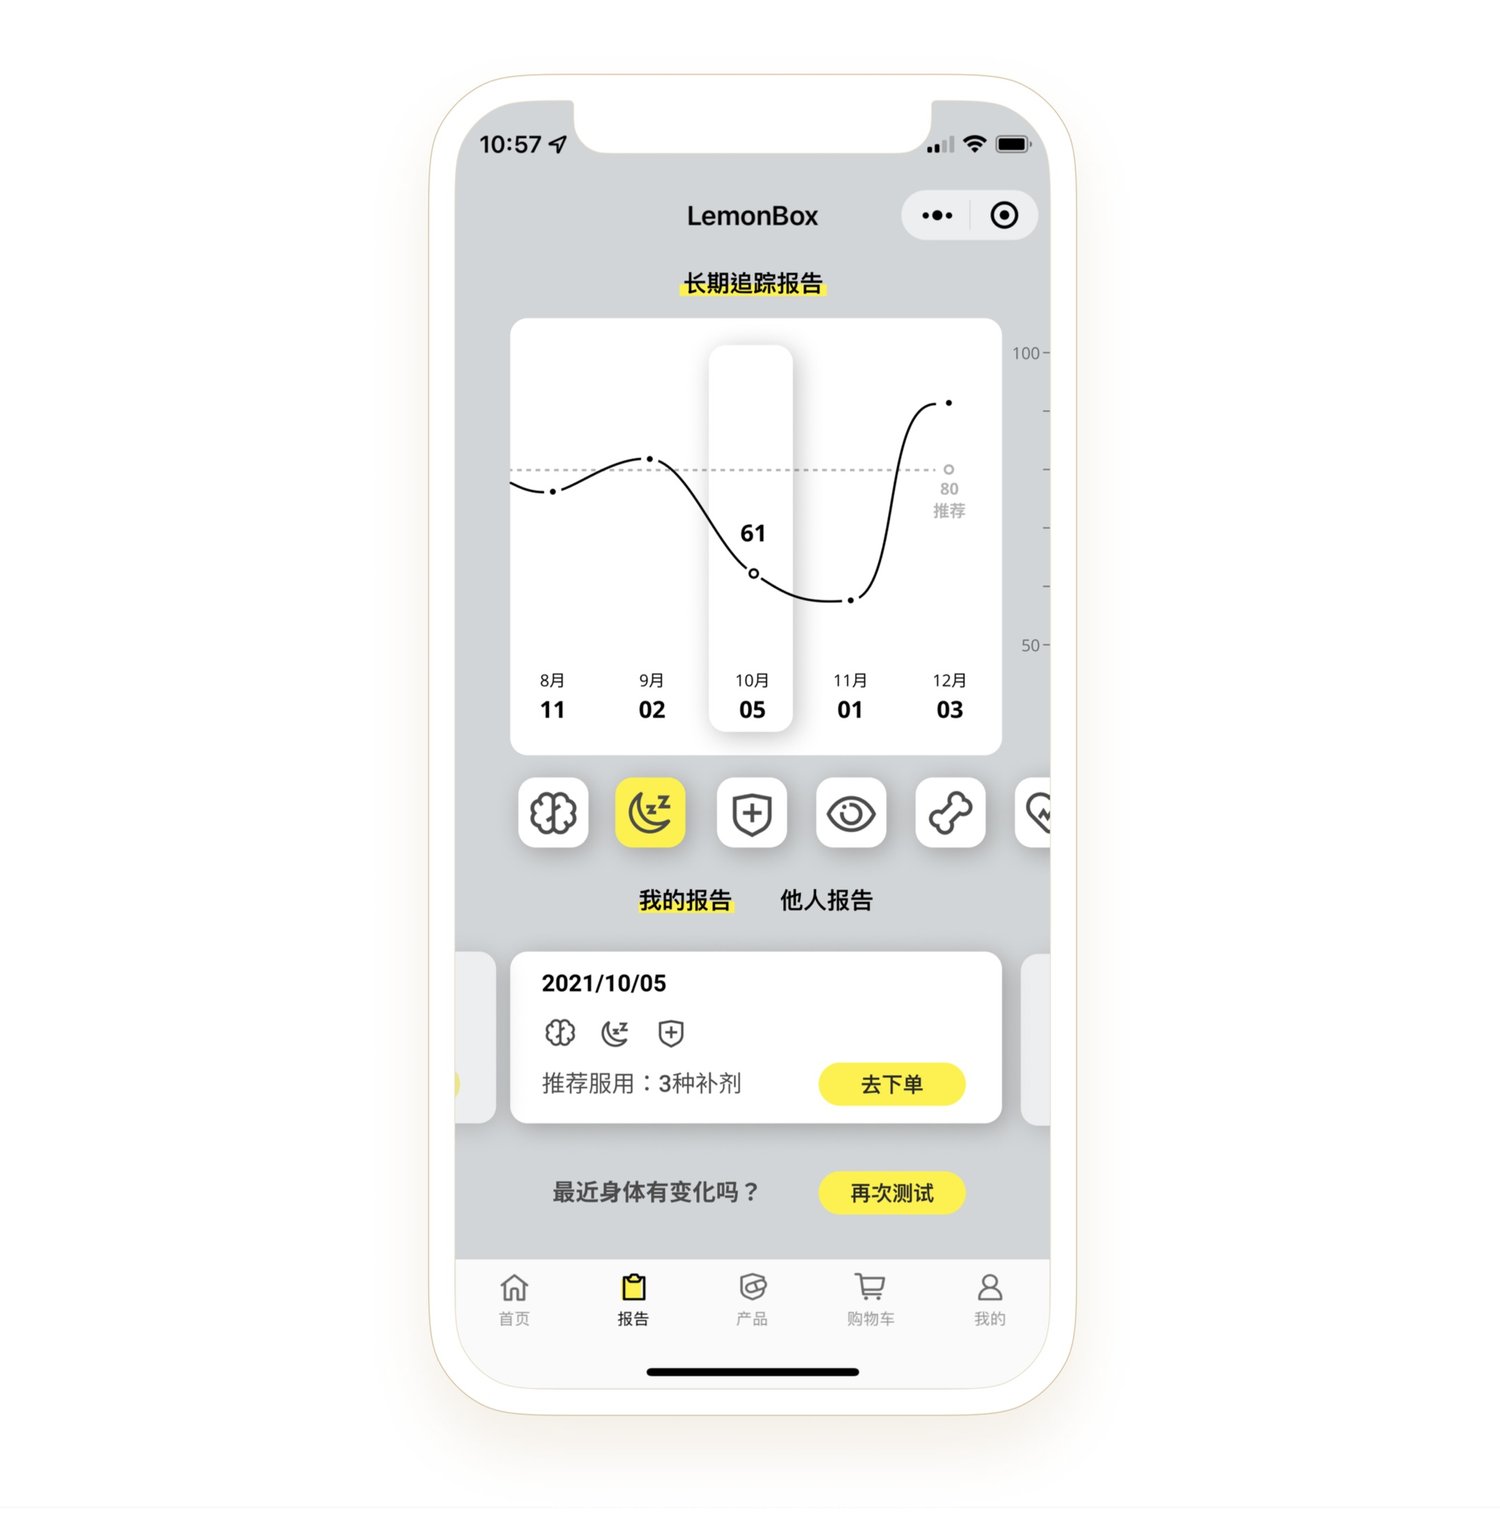 10:57
LemonBox
长期追踪报告
100
80
推荐
61
50
8月 9月 10月 11月 12月
11 02 05 01 03
我的报告 他人报告
2021/10/05
推荐服用：3种补剂 去下单
最近身体有变化吗？ 再次测试
首页 报告 产品 购物车 我的